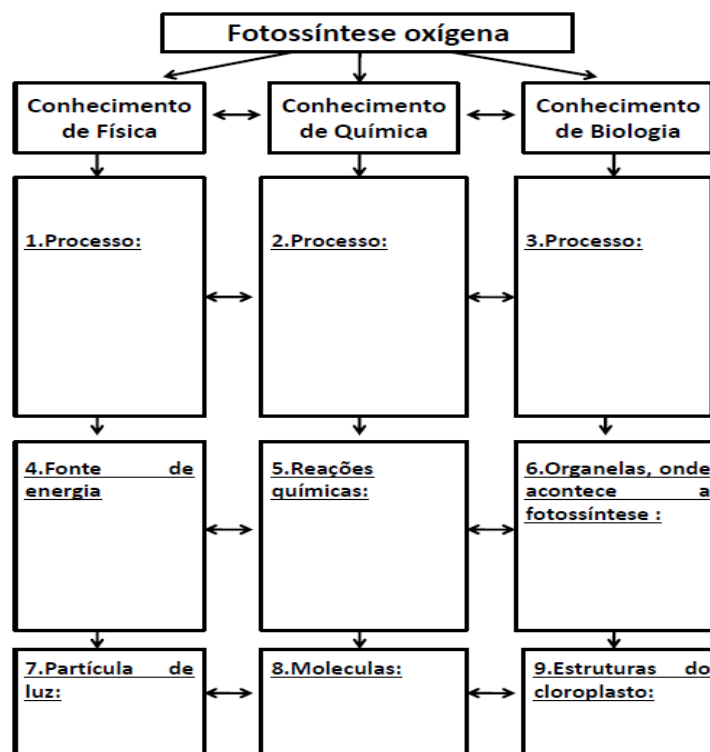 Fotossíntese oxígena
Conhecimento
de Física
Conhecimento
de Química
Conhecimento
de Biologia
1.Processo:
2.Processo:
3.Processo:
4.Fonte de
energia
5.Reações
químicas:
6.Organelas, onde
acontece a
fotossíntese :
7.Partícula de
luz:
8.Moleculas:
9.Estruturas do
cloroplasto: